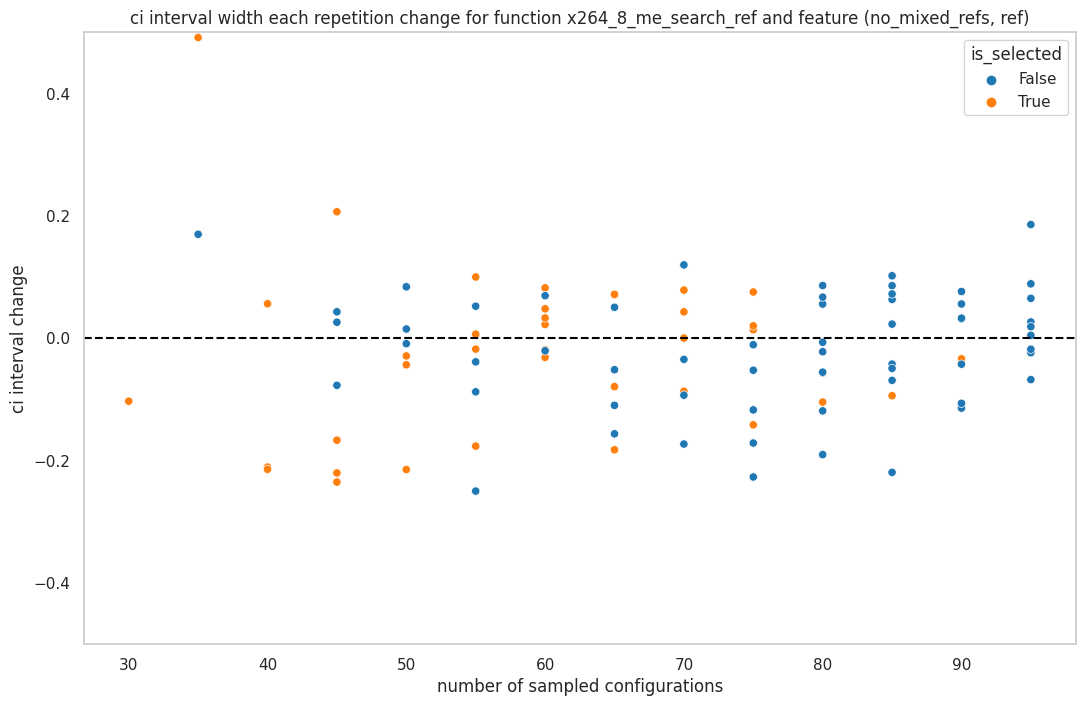 ci interval width each repetition change for function x264_8_me_search_ref and feature (no_mixed_refs, ref)
is_selected
False
True
ci interval change
0.4
0.2
0.0
−0.2
−0.4
30 40 50 60 70 80 90
number of sampled configurations